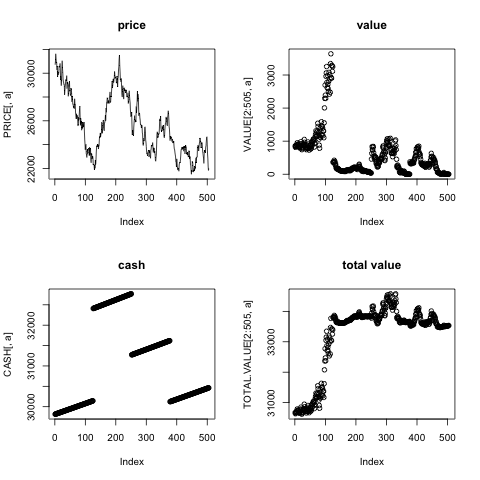 price
PRICE[, a]
22000 26000 30000
0 100 200 300 400 500
Index
value
VALUE[2:505, a]
0 1000 2000 3000
0 100 200 300 400 500
Index
cash
CASH[, a]
30000 31000 32000
0 100 200 300 400 500
Index
total value
TOTAL.VALUE[2:505, a]
31000 33000
0 100 200 300 400 500
Index